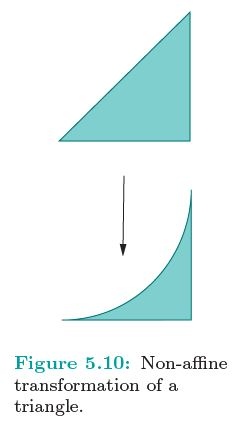 Figure 5.10: Non-affine
transformation of a
triangle.